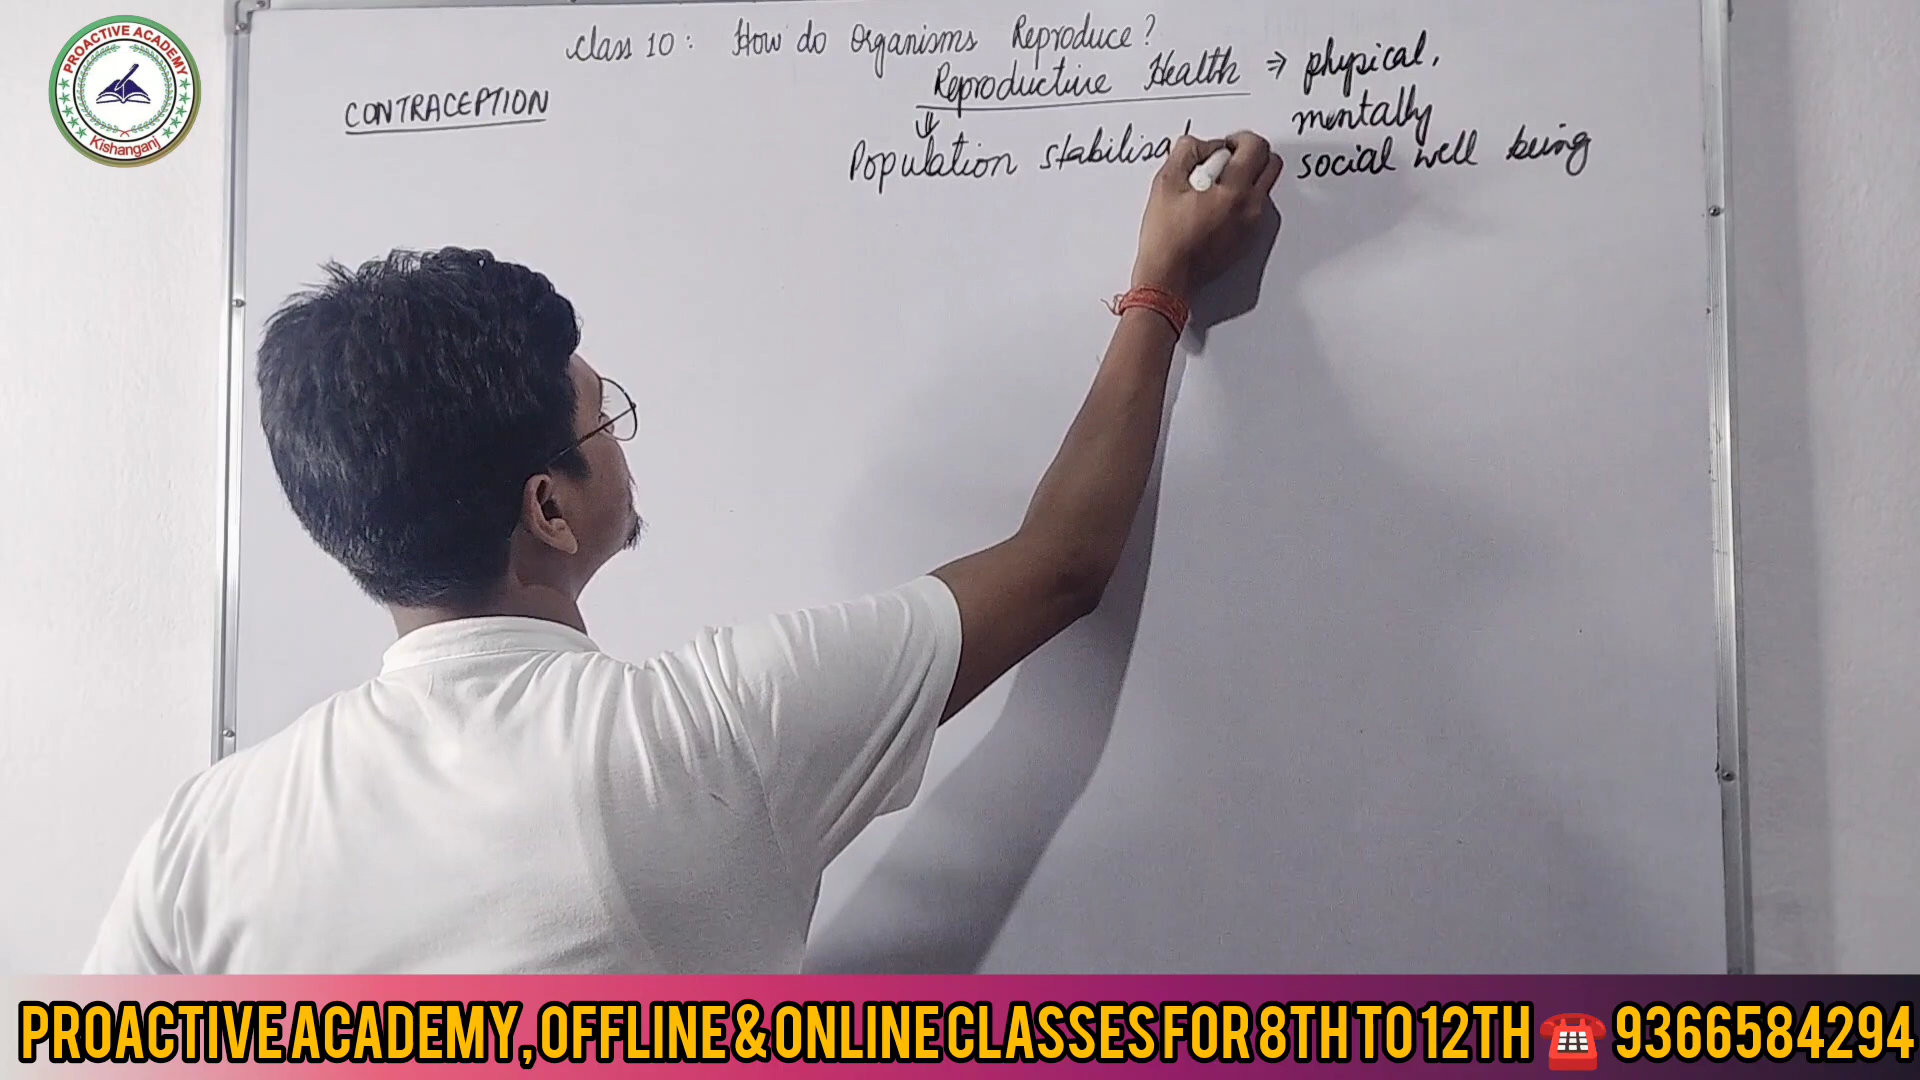 PROACTIVE ACADEMY
Kishanganj
Class 10: How do Organisms Reproduce?
CONTRACEPTION
Reproductive Health ⇒ physical,
mentally
social well being
⇓
Population stabilisat
PROACTIVE ACADEMY, OFFLINE & ONLINE CLASSES FOR 8TH TO 12TH ☎ 9366584294